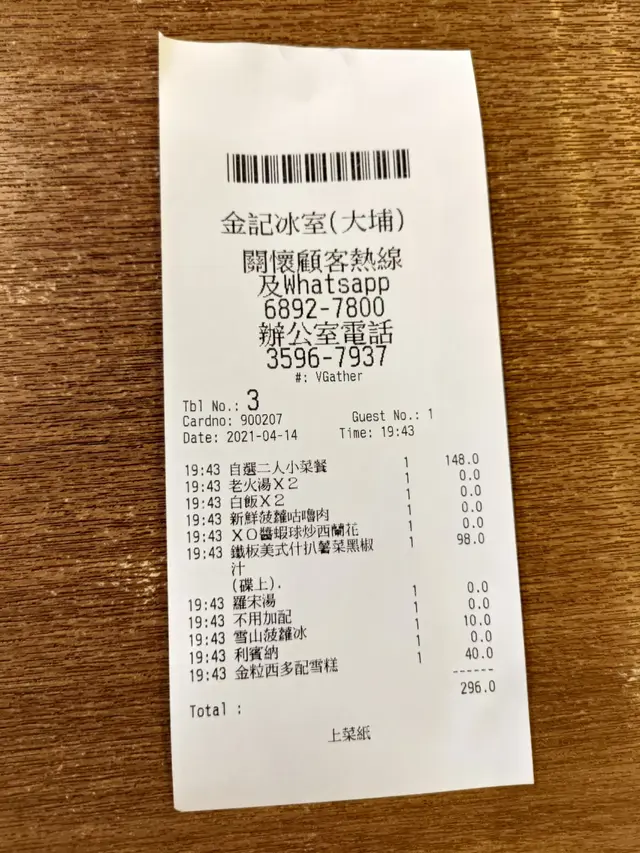 金記冰室(大埔)
關懷顧客熱線
及Whatsapp
6892-7800
辦公室電話
3596-7937
#: VGather
Tbl No.: 3
Cardno: 900207 Guest No.: 1
Date: 2021-04-14 Time: 19:43
19:43 自選二人小菜餐 1 148.0
19:43 老火湯X2 1 0.0
19:43 白飯X2 1 0.0
19:43 新鮮菠蘿咕嚕肉 1 0.0
19:43 XO醬蝦球炒西蘭花 1 0.0
19:43 鐵板美式什扒薯菜黑椒 1 98.0
汁
(碟上).
19:43 羅宋湯 1 0.0
19:43 不用加配 1 0.0
19:43 雪山菠蘿冰 1 10.0
19:43 利賓納 1 0.0
19:43 金粒西多配雪糕 1 40.0
------
Total : 296.0
上菜紙